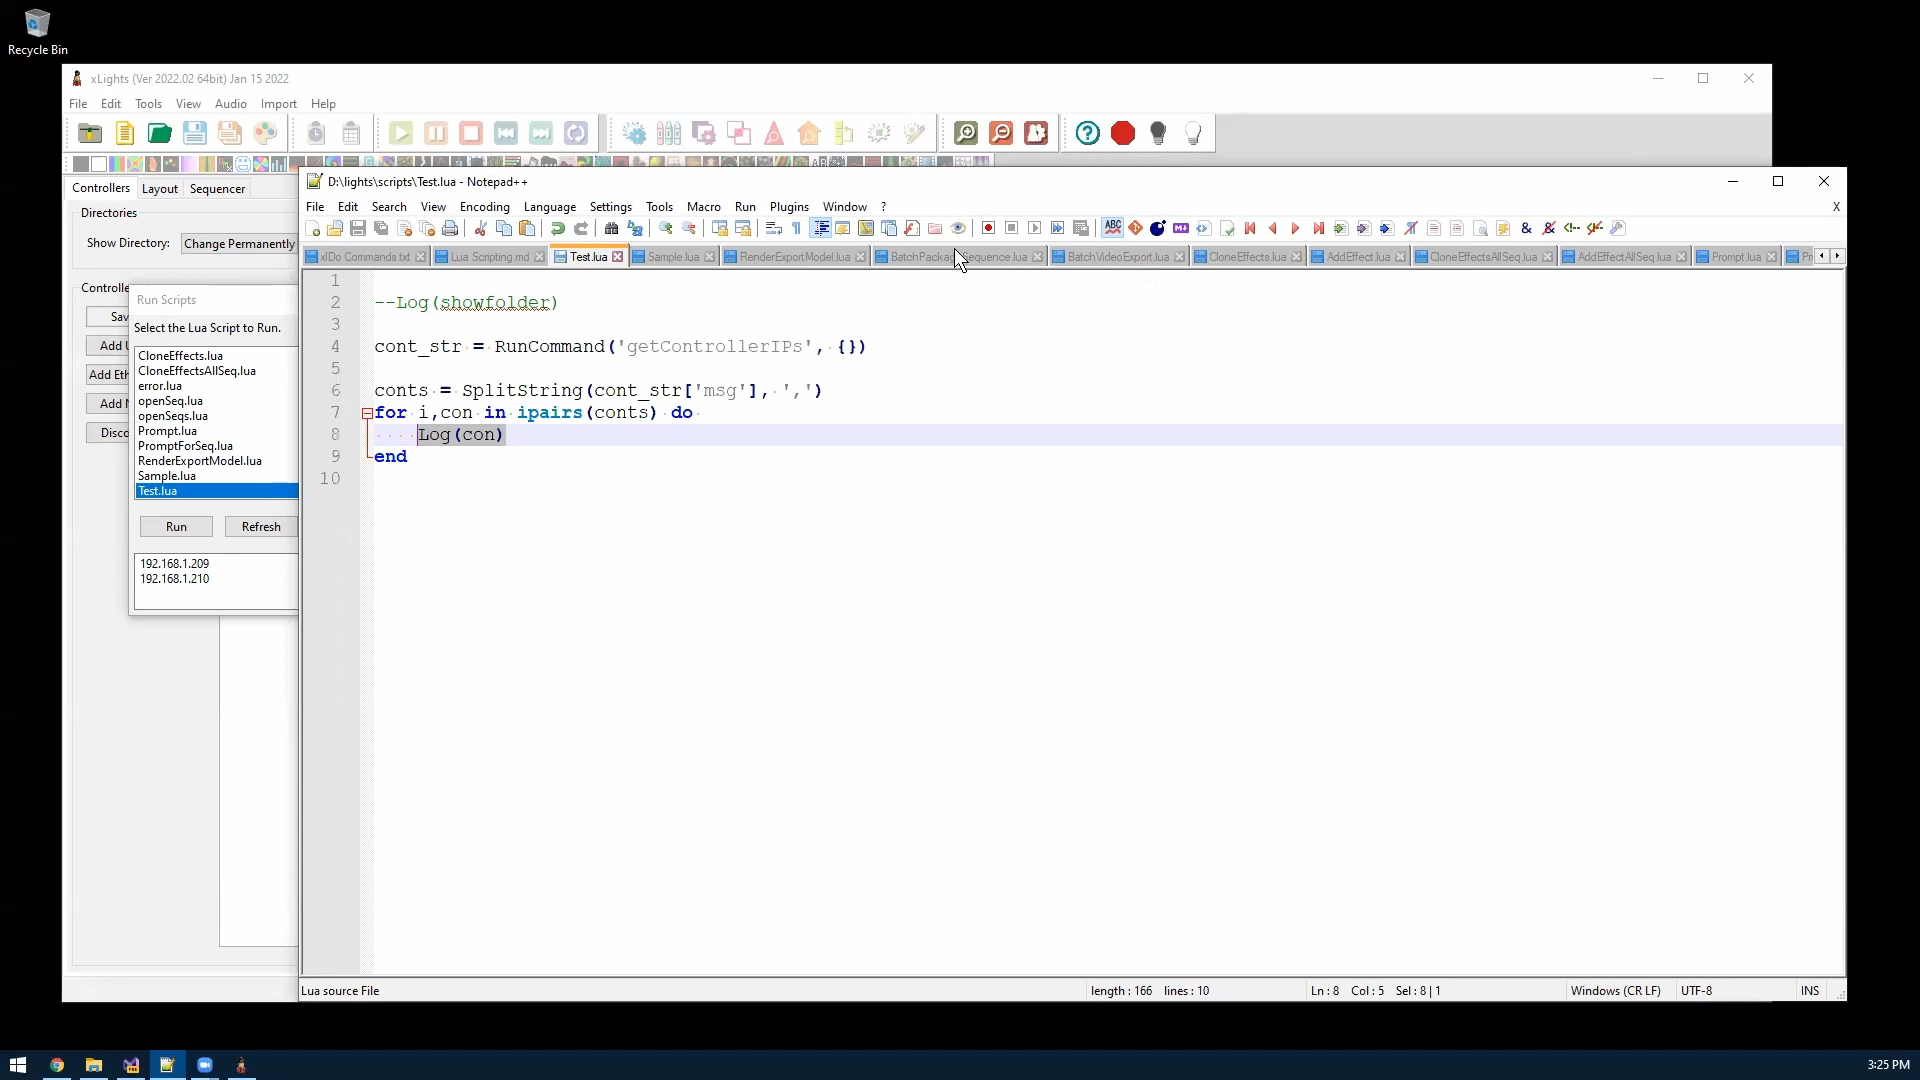 Recycle Bin
xLights (Ver 2022.02 64bit) Jan 15 2022
File Edit Tools View Audio Import Help
Controllers Layout Sequencer
Directories
Show Directory: Change Permanently
Run Scripts
Select the Lua Script to Run.
CloneEffects.lua
CloneEffectsAllSeq.lua
error.lua
openSeq.lua
openSeqs.lua
Prompt.lua
PromptForSeq.lua
RenderExportModel.lua
Sample.lua
Test.lua
Run Refresh
192.168.1.209
192.168.1.210
D:\lights\scripts\Test.lua - Notepad++
File Edit Search View Encoding Language Settings Tools Macro Run Plugins Window ? X
xlDo Commands.txt Lua Scripting.md Test.lua Sample.lua RenderExportModel.lua BatchVideoExport.lua CloneEffects.lua AddEffect.lua CloneEffectsAllSeq.lua AddEffectAllSeq.lua Prompt.lua
1
2 --Log(showfolder)
3
4 cont_str = RunCommand('getControllerIPs', {})
5
6 conts = SplitString(cont_str['msg'], ',')
7 for i,con in ipairs(conts) do
8 Log(con)
9 end
10
Lua source File length : 166 lines : 10 Ln : 8 Col : 5 Sel : 8 | 1 Windows (CR LF) UTF-8 INS
3:25 PM